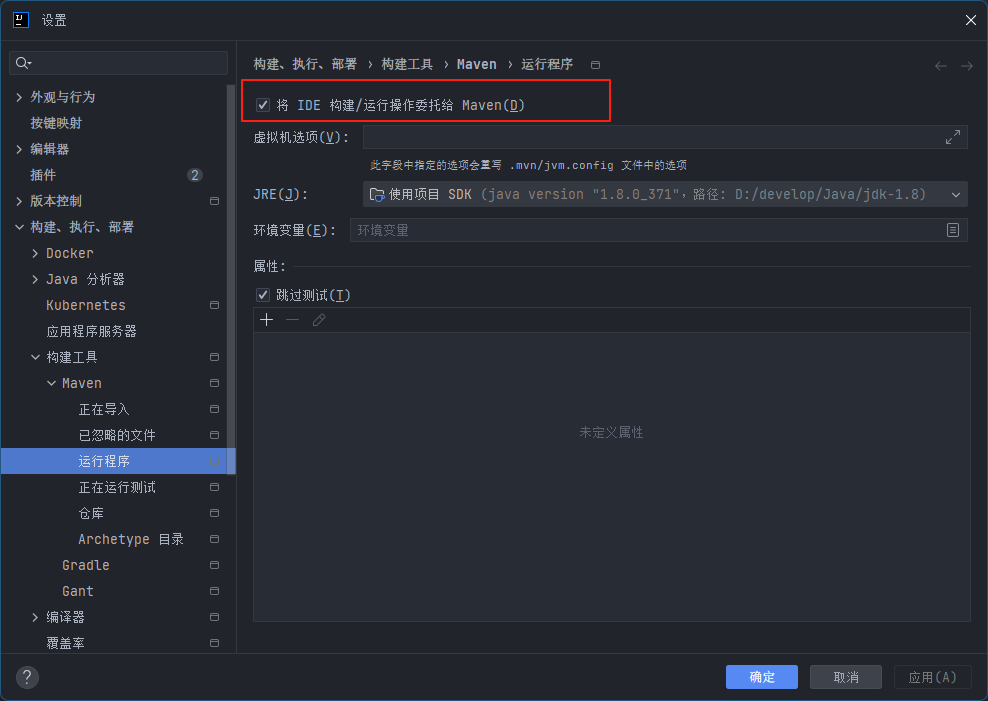 设置
外观与行为
按键映射
编辑器
插件 2
版本控制
构建、执行、部署
Docker
Java 分析器
Kubernetes
应用程序服务器
构建工具
Maven
正在导入
已忽略的文件
运行程序
正在运行测试
仓库
Archetype 目录
Gradle
Gant
编译器
覆盖率
构建、执行、部署 › 构建工具 › Maven › 运行程序
将 IDE 构建/运行操作委托给 Maven(D)
虚拟机选项(V):
此字段中指定的选项会重写 .mvn/jvm.config 文件中的选项
JRE(J): 使用项目 SDK (java version "1.8.0_371", 路径: D:/develop/Java/jdk-1.8)
环境变量(E): 环境变量
属性:
跳过测试(T)
未定义属性
? 确定 取消 应用(A)